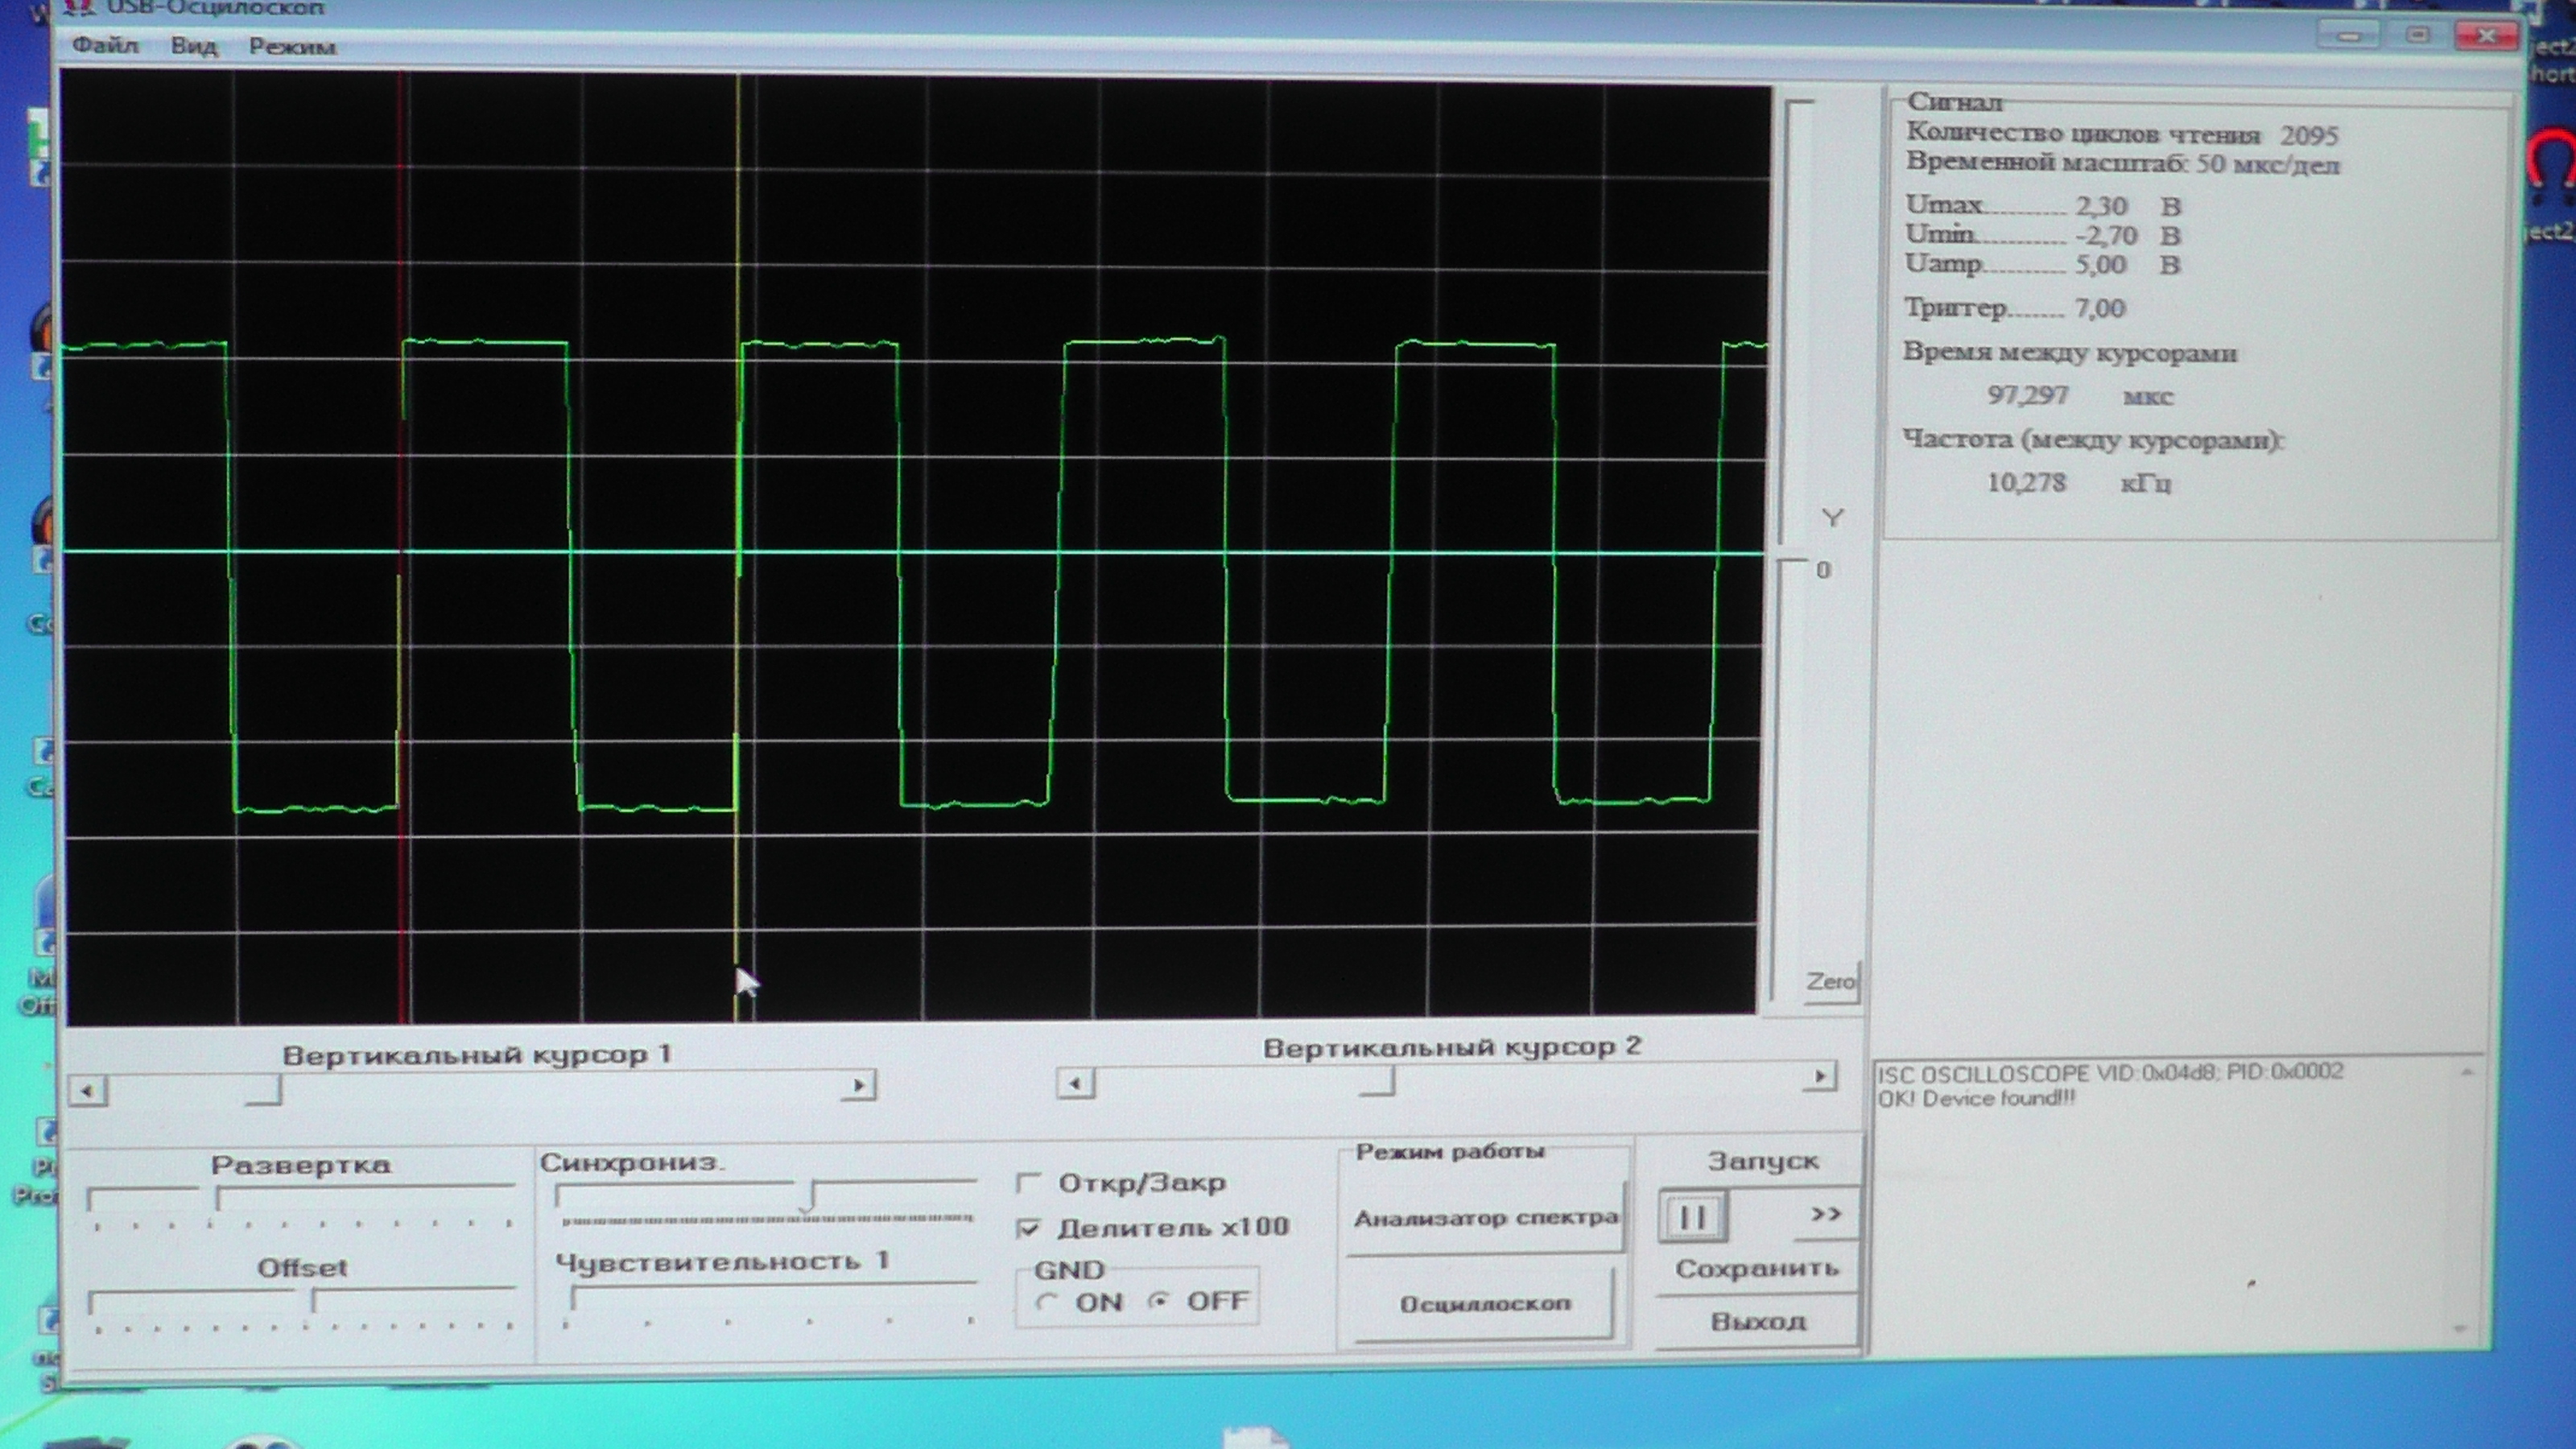 USB-Осцилоскоп
Файл Вид Режим
Сигнал
Количество циклов чтения 2095
Временной масштаб: 50 мкс/дел
Umax........... 2,30 В
Umin............ -2,70 В
Uamp........... 5,00 В
Триггер........ 7,00
Время между курсорами
97,297 мкс
Частота (между курсорами):
10,278 кГц
Y
0
Zero
Вертикальный курсор 1
Вертикальный курсор 2
ISC OSCILLOSCOPE VID:0x04d8; PID:0x0002
OK! Device found!!!
Развертка
Синхрониз.
Откр/Закр
Делитель x100
Режим работы
Запуск
Анализатор спектра
>>
Offset
Чувствительность 1
GND
ON OFF
Осциллоскоп
Сохранить
Выход
ject2